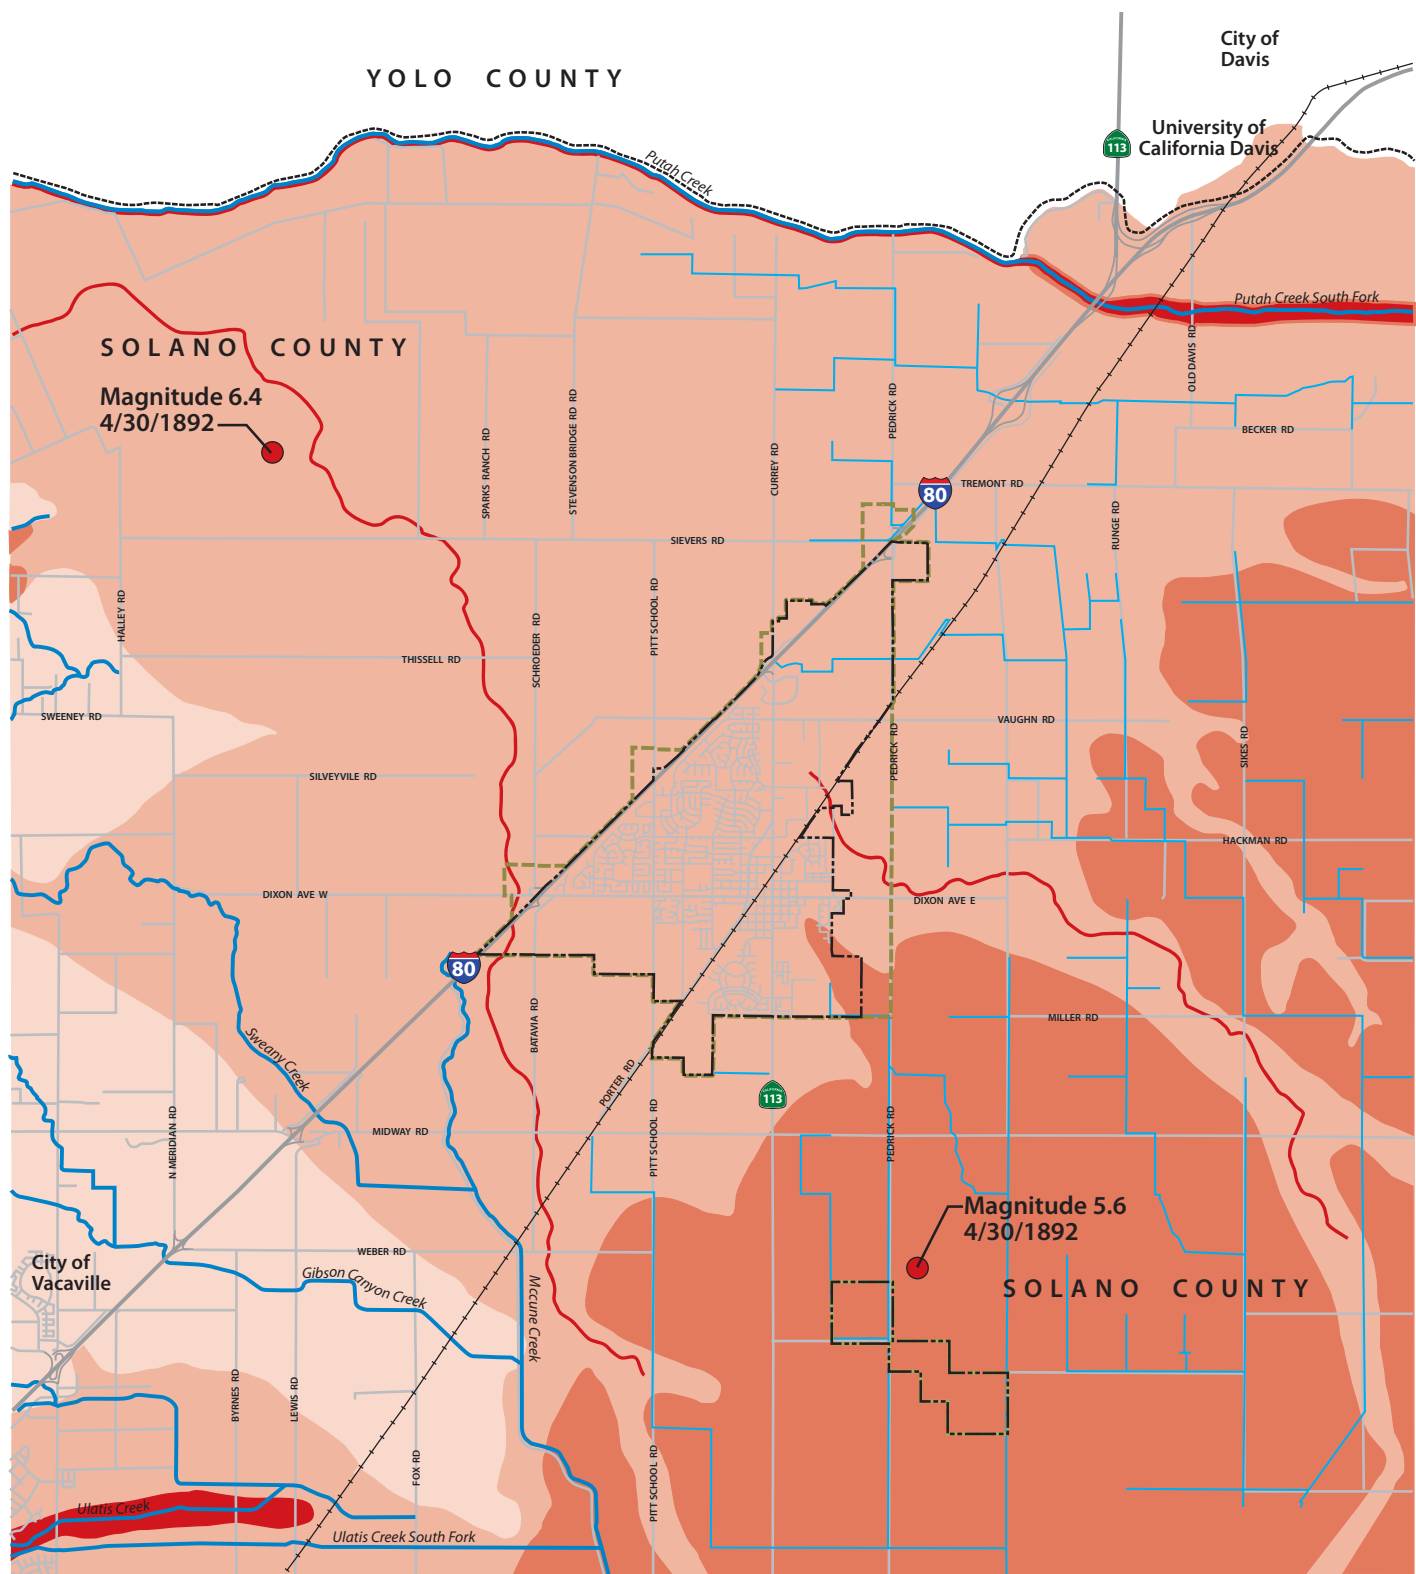 City of
Davis
YOLO COUNTY
CALIFORNIA
113
University of
California Davis
Putah Creek
Putah Creek South Fork
SOLANO COUNTY
Magnitude 6.4
4/30/1892
OLD DAVIS RD
PEDRICK RD
SPARKS RANCH RD
STEVENSON BRIDGE RD RD
CURREY RD
BECKER RD
80
TREMONT RD
RUNGE RD
SIEVERS RD
HALLEY RD
PITT SCHOOL RD
SCHROEDER RD
THISSELL RD
SWEENEY RD
VAUGHN RD
PEDRICK RD
SIKES RD
SILVEYVILE RD
HACKMAN RD
DIXON AVE W
DIXON AVE E
80
BATAVIA RD
MILLER RD
Sweany Creek
PORTER RD
CALIFORNIA
113
N MERIDIAN RD
MIDWAY RD
PITT SCHOOL RD
PEDRICK RD
Magnitude 5.6
4/30/1892
City of
Vacaville
WEBER RD
Gibson Canyon Creek
Mccune Creek
SOLANO COUNTY
BYRNES RD
LEWIS RD
FOX RD
PITT SCHOOL RD
Ulatis Creek
Ulatis Creek South Fork